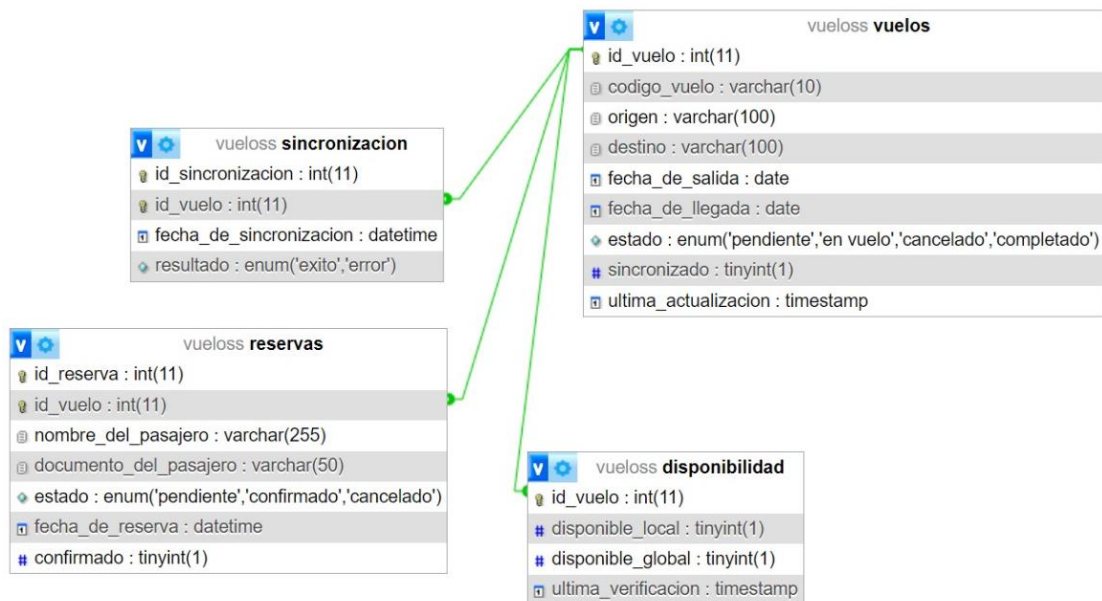 vueloss vuelos
id_vuelo : int(11)
codigo_vuelo : varchar(10)
origen : varchar(100)
destino : varchar(100)
fecha_de_salida : date
fecha_de_llegada : date
estado : enum('pendiente','en vuelo','cancelado','completado')
sincronizado : tinyint(1)
ultima_actualizacion : timestamp
vueloss sincronizacion
id_sincronizacion : int(11)
id_vuelo : int(11)
fecha_de_sincronizacion : datetime
resultado : enum('exito','error')
vueloss reservas
id_reserva : int(11)
id_vuelo : int(11)
nombre_del_pasajero : varchar(255)
documento_del_pasajero : varchar(50)
estado : enum('pendiente','confirmado','cancelado')
fecha_de_reserva : datetime
confirmado : tinyint(1)
vueloss disponibilidad
id_vuelo : int(11)
disponible_local : tinyint(1)
disponible_global : tinyint(1)
ultima_verificacion : timestamp